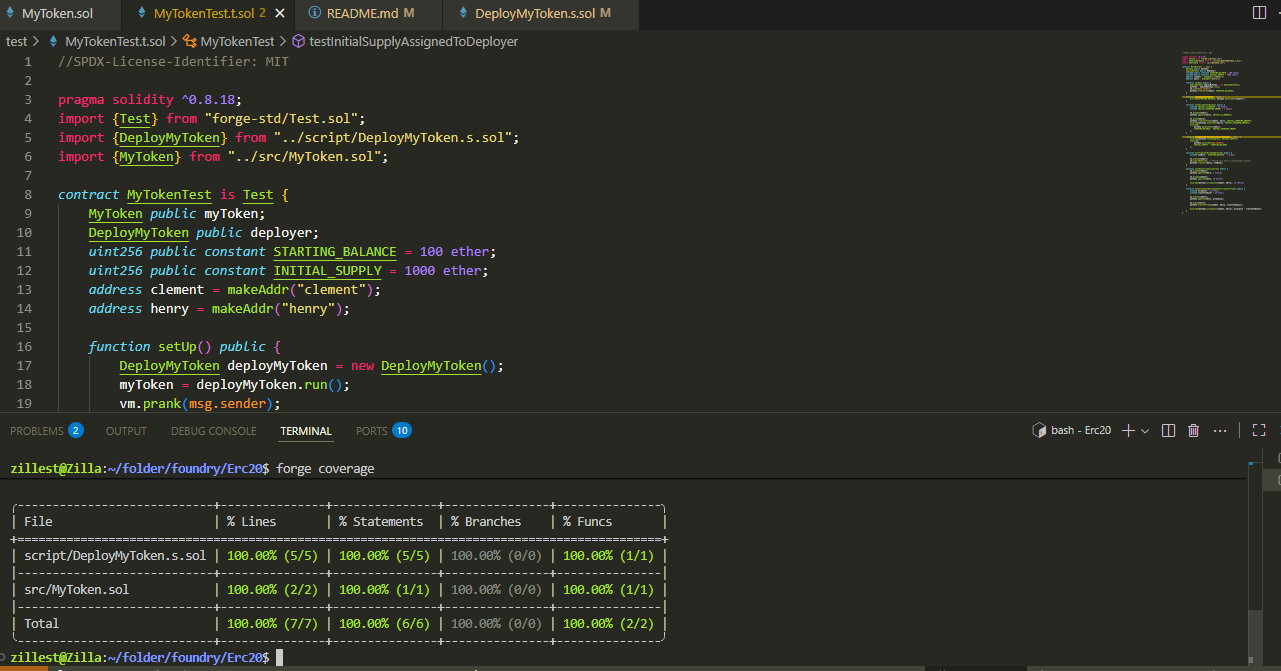 MyToken.sol MyTokenTest.t.sol 2 README.md M DeployMyToken.s.sol M
test > MyTokenTest.t.sol > MyTokenTest > testInitialSupplyAssignedToDeployer
1 //SPDX-License-Identifier: MIT
2
3 pragma solidity ^0.8.18;
4 import {Test} from "forge-std/Test.sol";
5 import {DeployMyToken} from "../script/DeployMyToken.s.sol";
6 import {MyToken} from "../src/MyToken.sol";
7
8 contract MyTokenTest is Test {
9 MyToken public myToken;
10 DeployMyToken public deployer;
11 uint256 public constant STARTING_BALANCE = 100 ether;
12 uint256 public constant INITIAL_SUPPLY = 1000 ether;
13 address clement = makeAddr("clement");
14 address henry = makeAddr("henry");
15
16 function setUp() public {
17 DeployMyToken deployMyToken = new DeployMyToken();
18 myToken = deployMyToken.run();
19 vm.prank(msg.sender);
PROBLEMS 2 OUTPUT DEBUG CONSOLE TERMINAL PORTS 10 bash - Erc20
zillest@Zilla:~/folder/foundry/Erc20$ forge coverage
| File | % Lines | % Statements | % Branches | % Funcs |
| script/DeployMyToken.s.sol | 100.00% (5/5) | 100.00% (5/5) | 100.00% (0/0) | 100.00% (1/1) |
| src/MyToken.sol | 100.00% (2/2) | 100.00% (1/1) | 100.00% (0/0) | 100.00% (1/1) |
| Total | 100.00% (7/7) | 100.00% (6/6) | 100.00% (0/0) | 100.00% (2/2) |
zillest@Zilla:~/folder/foundry/Erc20$